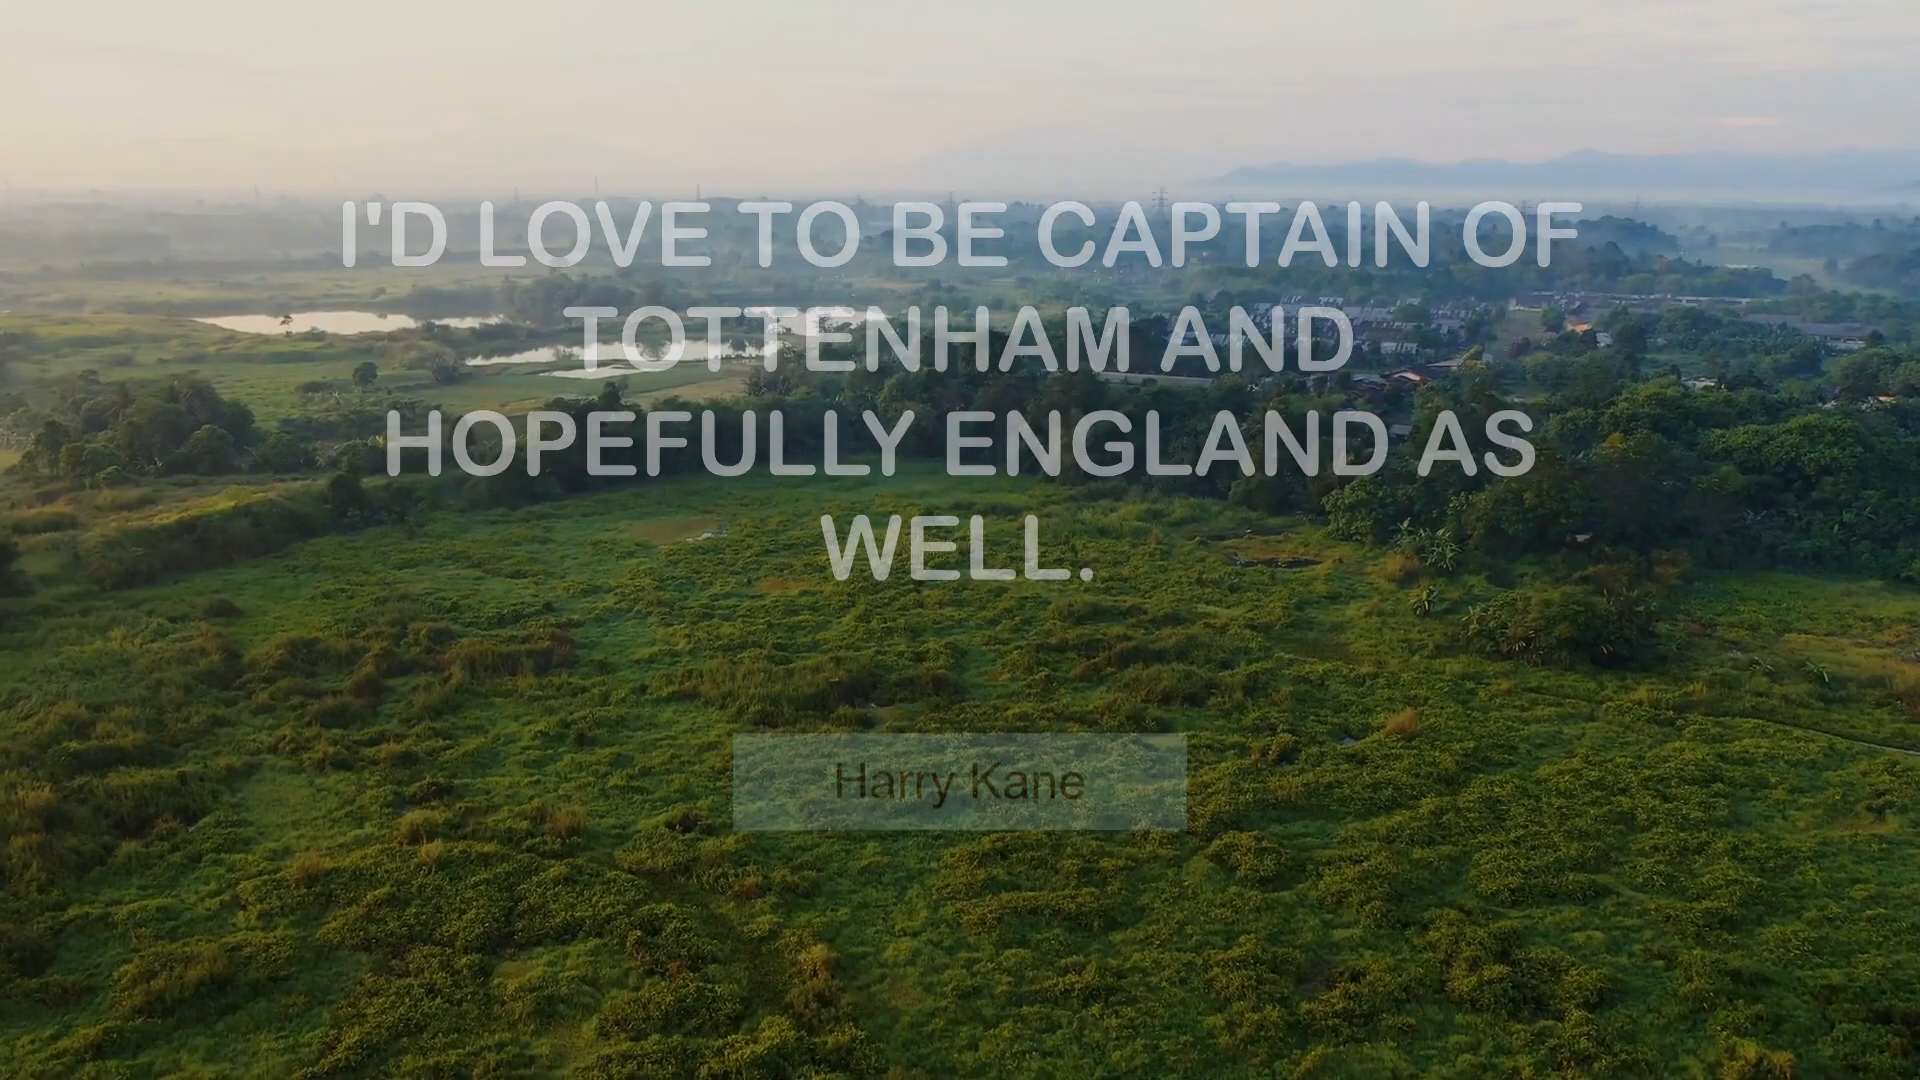 I'D LOVE TO BE CAPTAIN OF
TOTTENHAM AND
HOPEFULLY ENGLAND AS
WELL.
Harry Kane